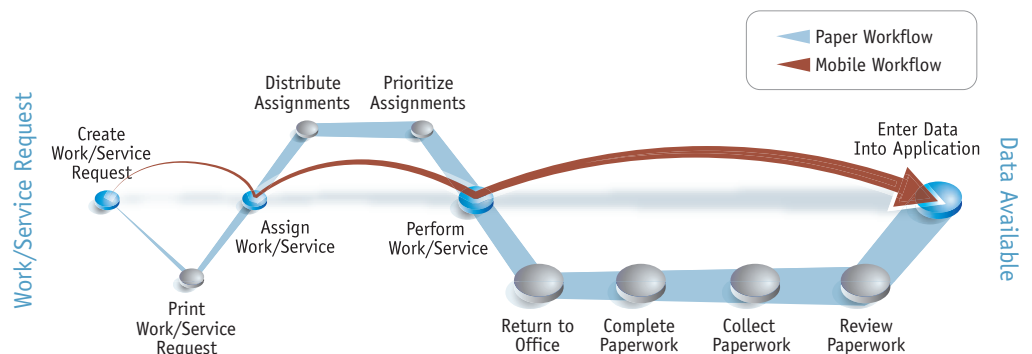 Paper Workflow
Mobile Workflow
Work/Service Request
Create
Work/Service
Request
Print
Work/Service
Request
Assign
Work/Service
Distribute
Assignments
Prioritize
Assignments
Perform
Work/Service
Return to
Office
Complete
Paperwork
Collect
Paperwork
Review
Paperwork
Enter Data
Into Application
Data Available